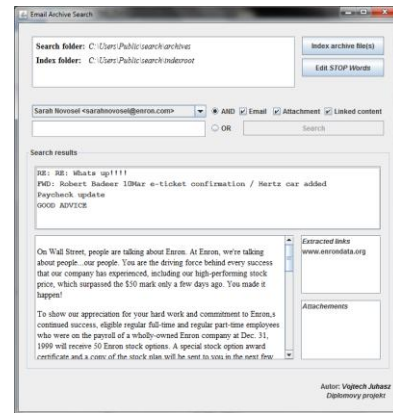 Email Archive Search
Search folder: C:\Users\Public\search\archives
Index folder: C:\Users\Public\search\indexroot
Index archive file(s)
Edit STOP Words
Sarah Novosel <sarahnovosel@enron.com>
AND Email Attachment Linked content
OR Search
Search results
RE: RE: Whats up!!!!
FWD: Robert Badeer 10Mar e-ticket confirmation / Hertz car added
Paycheck update
GOOD ADVICE
On Wall Street, people are talking about Enron. At Enron, we're talking
about people...our people. You are the driving force behind every success
that our company has experienced, including our high-performing stock
price, which surpassed the $50 mark only a few days ago. You made it
happen!
To show our appreciation for your hard work and commitment to Enron,s
continued success, eligible regular full-time and regular part-time employees
who were on the payroll of a wholly-owned Enron company at Dec. 31,
1999 will receive 50 Enron stock options. A special stock option award
certificate and a copy of the stock plan will be sent to you in the next few
Extracted links
www.enrondata.org
Attachements
Autor: Vojtech Juhasz
Diplomovy projekt